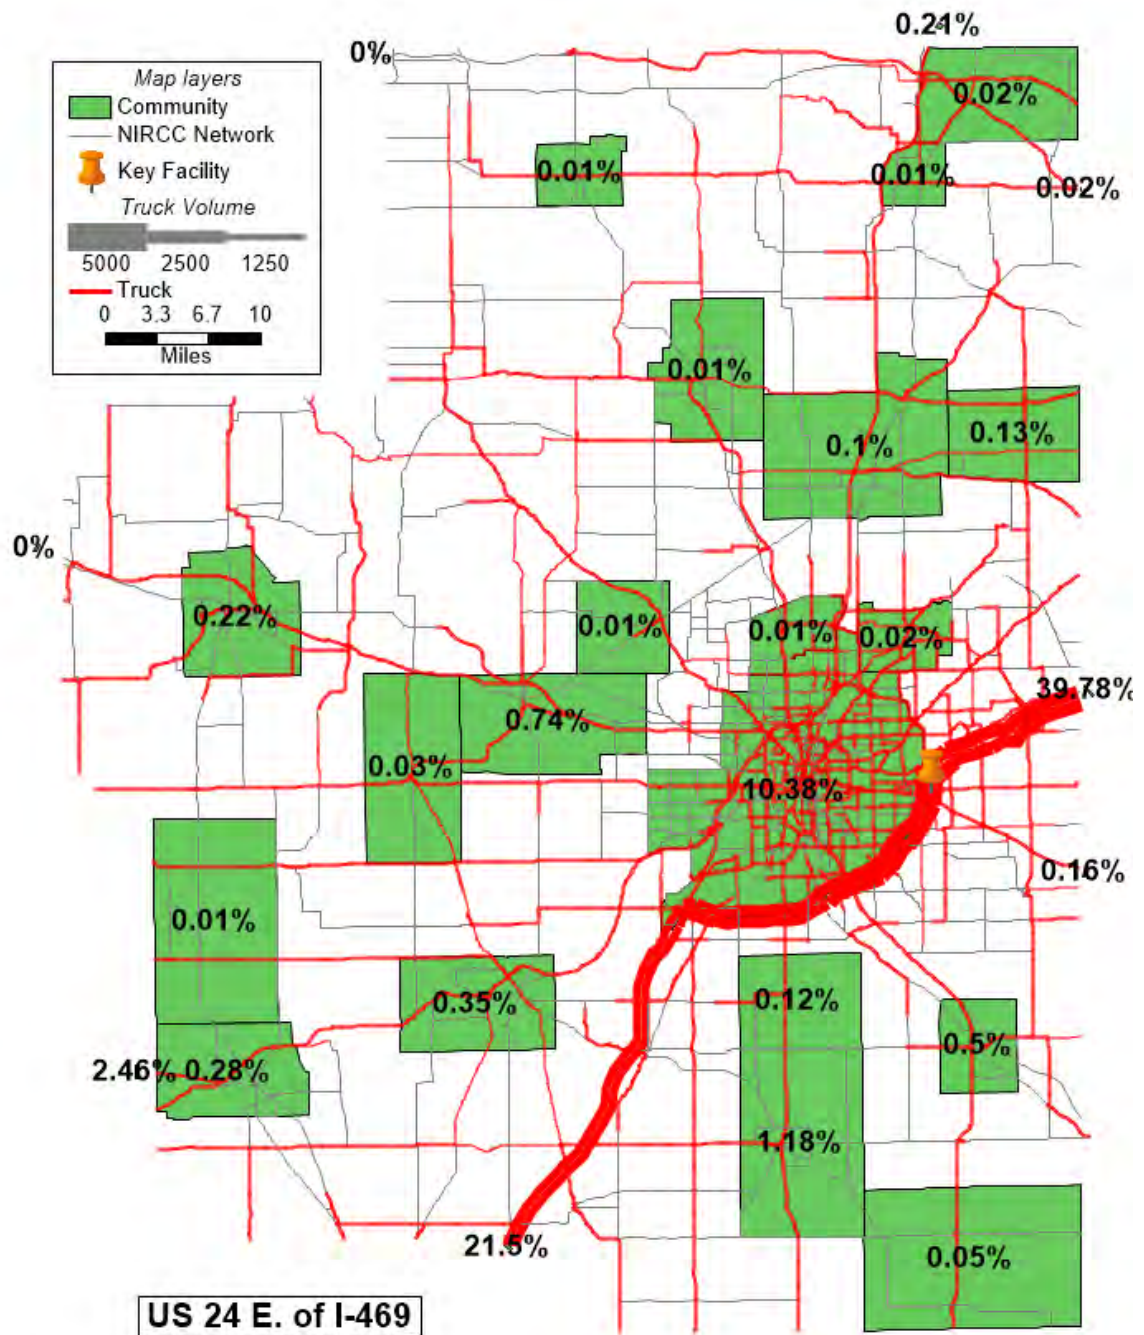 0.21%
0%
Map layers
Community
NIRCC Network
Key Facility
Truck Volume
5000 2500 1250
Truck
0 3.3 6.7 10
Miles
0.02%
0.01%
0.01%
0.02%
0.01%
0.1%
0.13%
0%
0.22%
0.01%
0.01%
0.02%
39.78%
0.74%
0.03%
10.38%
0.16%
0.01%
0.35%
0.12%
0.5%
2.46%
0.28%
1.18%
21.5%
0.05%
US 24 E. of I-469